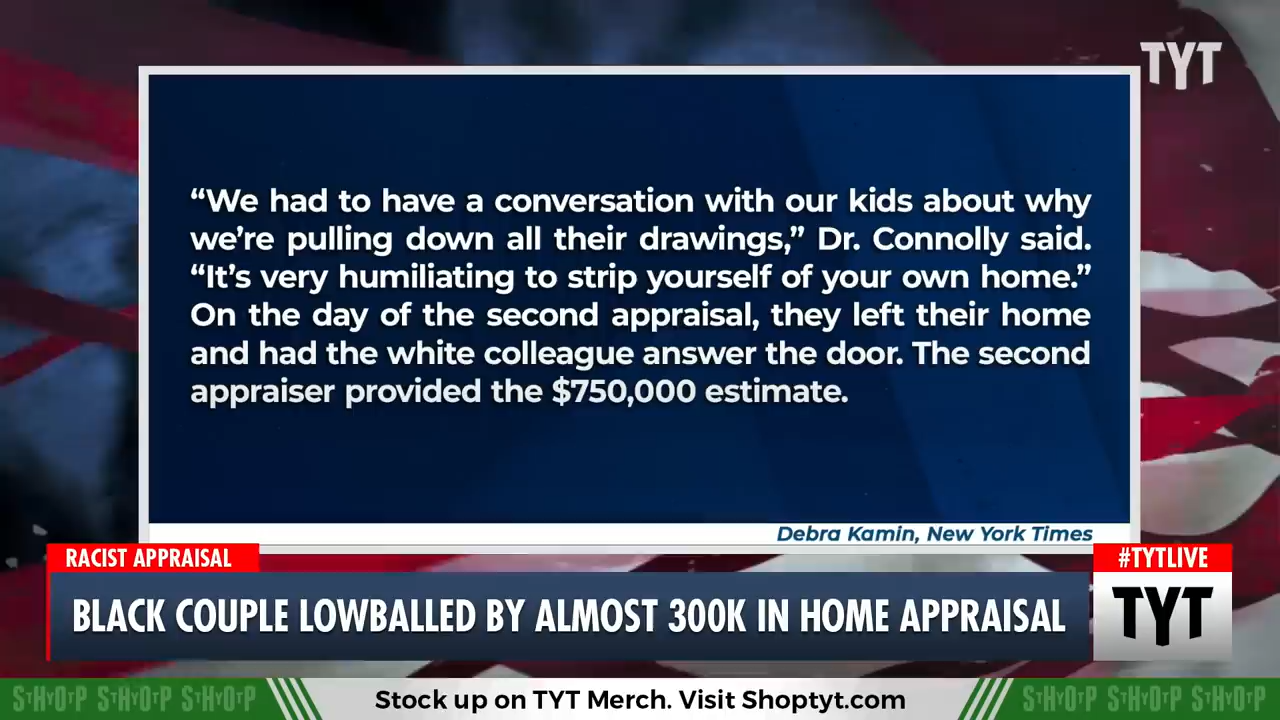 TYT
“We had to have a conversation with our kids about why
we’re pulling down all their drawings,” Dr. Connolly said.
“It’s very humiliating to strip yourself of your own home.”
On the day of the second appraisal, they left their home
and had the white colleague answer the door. The second
appraiser provided the $750,000 estimate.
Debra Kamin, New York Times
RACIST APPRAISAL
#TYTLIVE
BLACK COUPLE LOWBALLED BY ALMOST 300K IN HOME APPRAISAL
TYT
Stock up on TYT Merch. Visit Shoptyt.com